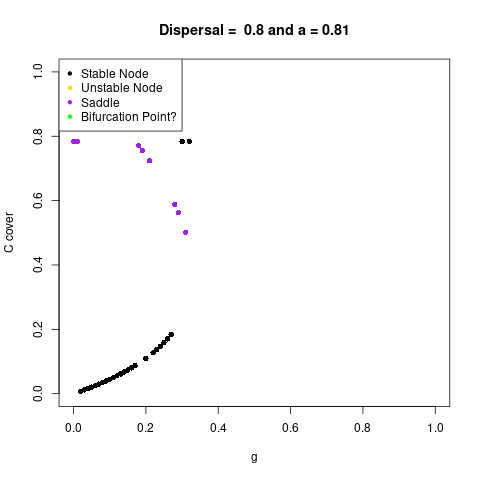 Dispersal =  0.8 and a = 0.81
Stable Node
Unstable Node
Saddle
Bifurcation Point?
C cover
1.0
0.8
0.6
0.4
0.2
0.0
0.0 0.2 0.4 0.6 0.8 1.0
g